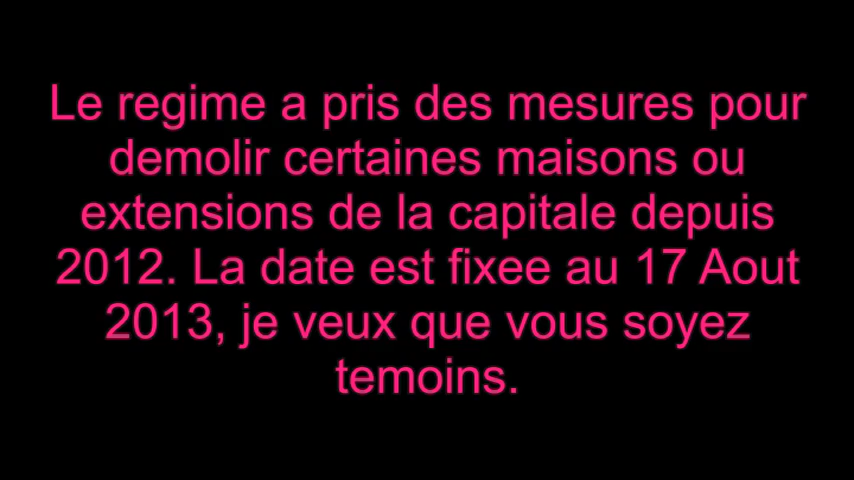 Le regime a pris des mesures pour
demolir certaines maisons ou
extensions de la capitale depuis
2012. La date est fixee au 17 Aout
2013, je veux que vous soyez
temoins.